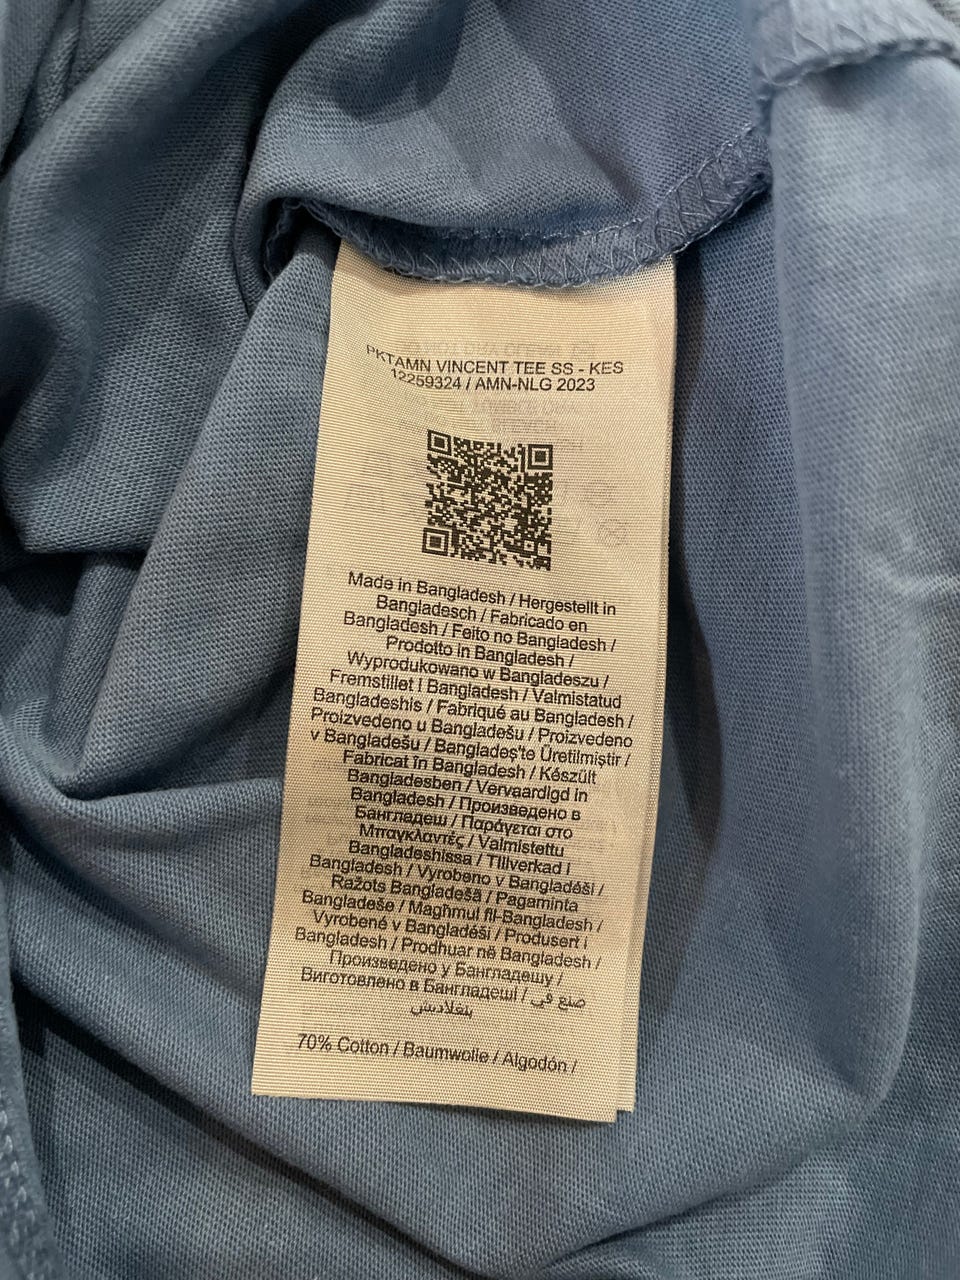 PKTAMN VINCENT TEE SS - KES
12259324 / AMN-NLG 2023
Made in Bangladesh / Hergestellt in
Bangladesch / Fabricado en
Bangladesh / Feito no Bangladesh /
Prodotto in Bangladesh /
Wyprodukowano w Bangladeszu /
Fremstillet i Bangladesh / Valmistatud
Bangladeshis / Fabriqué au Bangladesh /
Proizvedeno u Bangladešu / Proizvedeno
v Bangladešu / Bangladeş'te Üretilmiştir /
Fabricat în Bangladesh / Készült
Bangladesben / Vervaardigd in
Bangladesh / Произведено в
Бангладеш / Παράγεται στο
Μπαγκλαντές / Valmistettu
Bangladeshissa / Tillverkad i
Bangladesh / Vyrobeno v Bangladéši /
Ražots Bangladešā / Pagaminta
Bangladeše / Magħmul fil-Bangladesh /
Vyrobené v Bangladéši / Produsert i
Bangladesh / Prodhuar në Bangladesh /
Произведено у Бангладешу /
Виготовлено в Бангладеші / صنع في
بنغلاديش
70% Cotton / Baumwolle / Algodón /